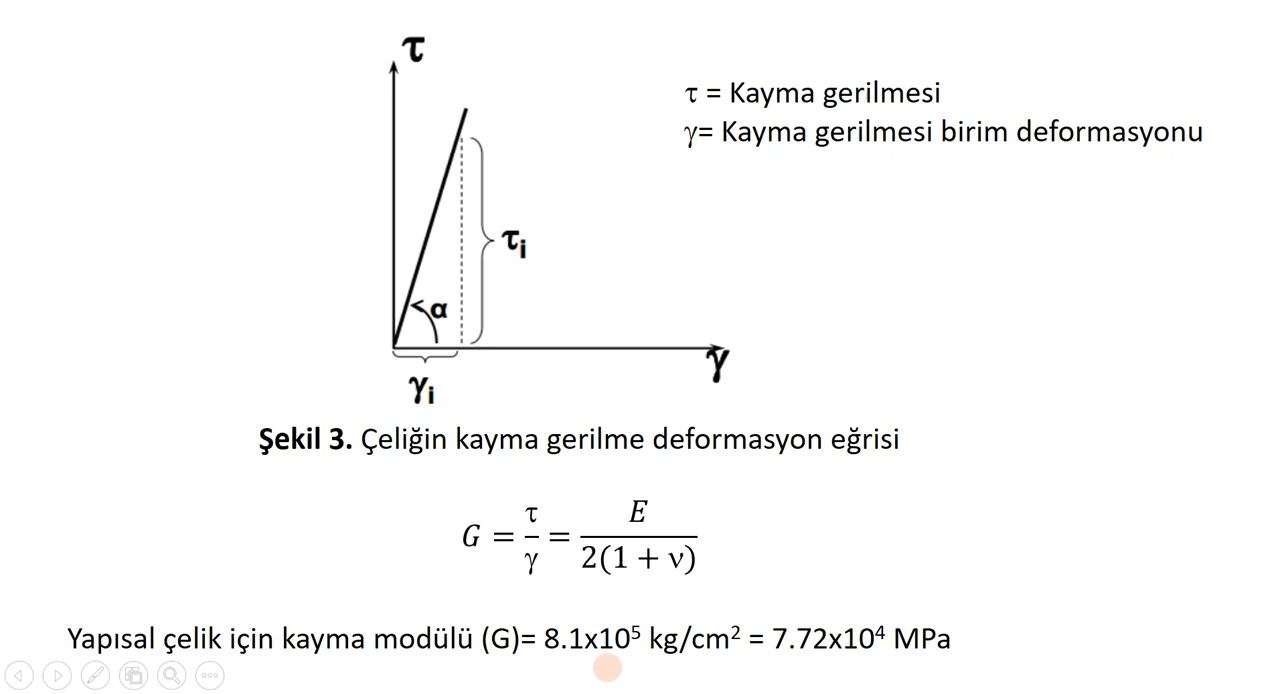 τ
τ = Kayma gerilmesi
γ= Kayma gerilmesi birim deformasyonu
τi
α
γ
γi
Şekil 3. Çeliğin kayma gerilme deformasyon eğrisi
G = τ/γ = E/2(1 + ν)
Yapısal çelik için kayma modülü (G)= 8.1x10⁵ kg/cm² = 7.72x10⁴ MPa